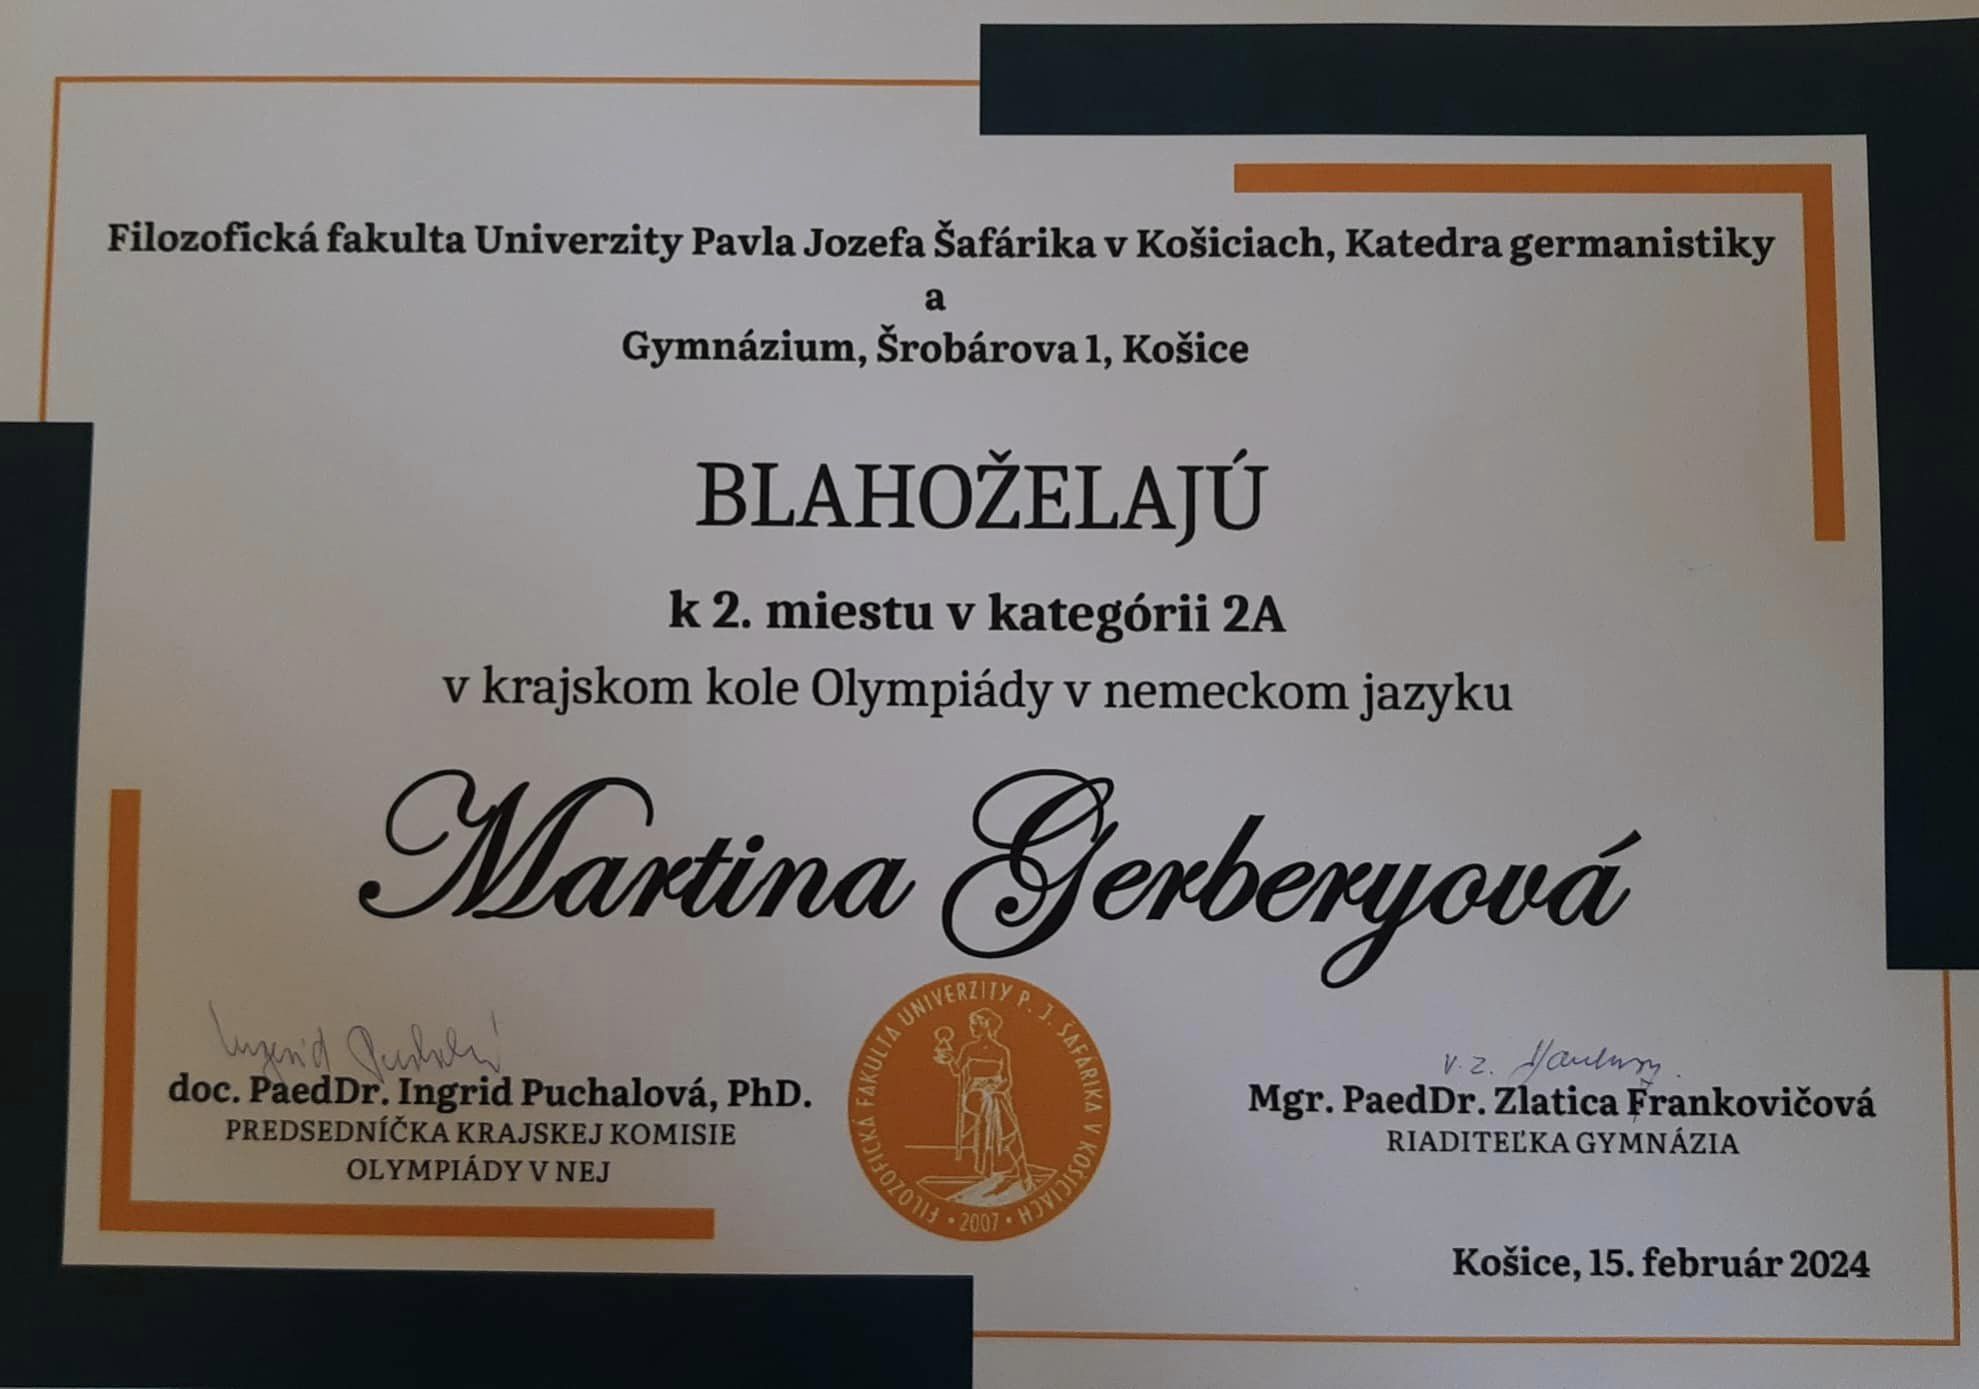 Filozofická fakulta Univerzity Pavla Jozefa Šafárika v Košiciach, Katedra germanistiky
a
Gymnázium, Šrobárova 1, Košice
BLAHOŽELAJÚ
k 2. miestu v kategórii 2A
v krajskom kole Olympiády v nemeckom jazyku
Martina Gerberyová
Ingrid Puchalová
doc. PaedDr. Ingrid Puchalová, PhD.
PREDSEDNÍČKA KRAJSKEJ KOMISIE
OLYMPIÁDY V NEJ
FILOZOFICKÁ FAKULTA UNIVERZITY P. J. ŠAFÁRIKA V KOŠICIACH • 2007 •
v. z.
Mgr. PaedDr. Zlatica Frankovičová
RIADITEĽKA GYMNÁZIA
Košice, 15. február 2024